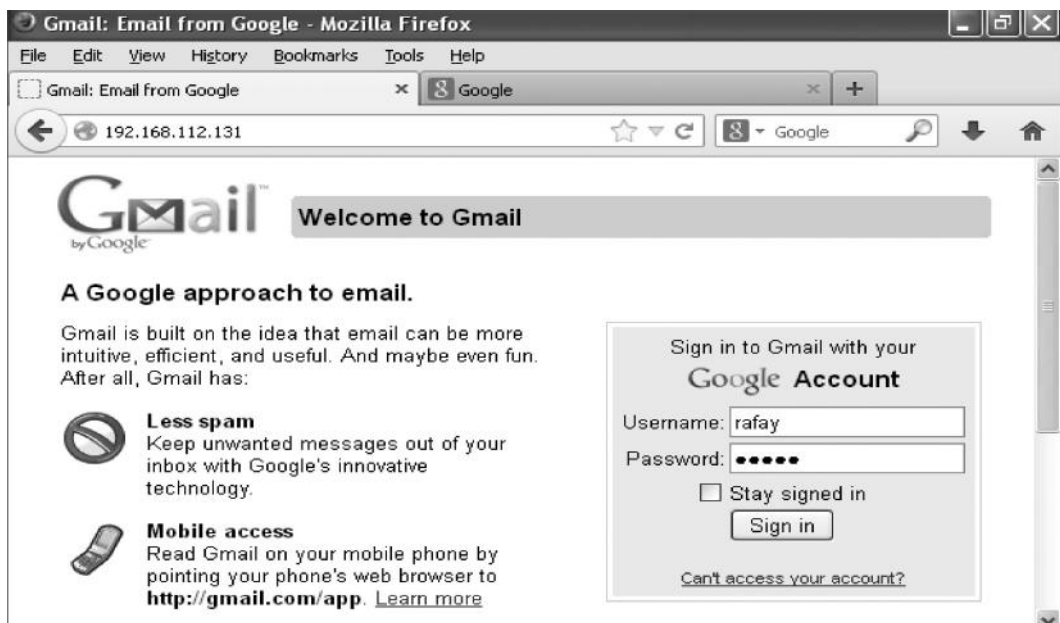 Gmail: Email from Google - Mozilla Firefox
File Edit View History Bookmarks Tools Help
Gmail: Email from Google
Google
192.168.112.131
Google
Gmail™
by Google
Welcome to Gmail
A Google approach to email.
Gmail is built on the idea that email can be more
intuitive, efficient, and useful. And maybe even fun.
After all, Gmail has:
Less spam
Keep unwanted messages out of your
inbox with Google's innovative
technology.
Mobile access
Read Gmail on your mobile phone by
pointing your phone's web browser to
http://gmail.com/app. Learn more
Sign in to Gmail with your
Google Account
Username: rafay
Password: •••••
Stay signed in
Sign in
Can't access your account?